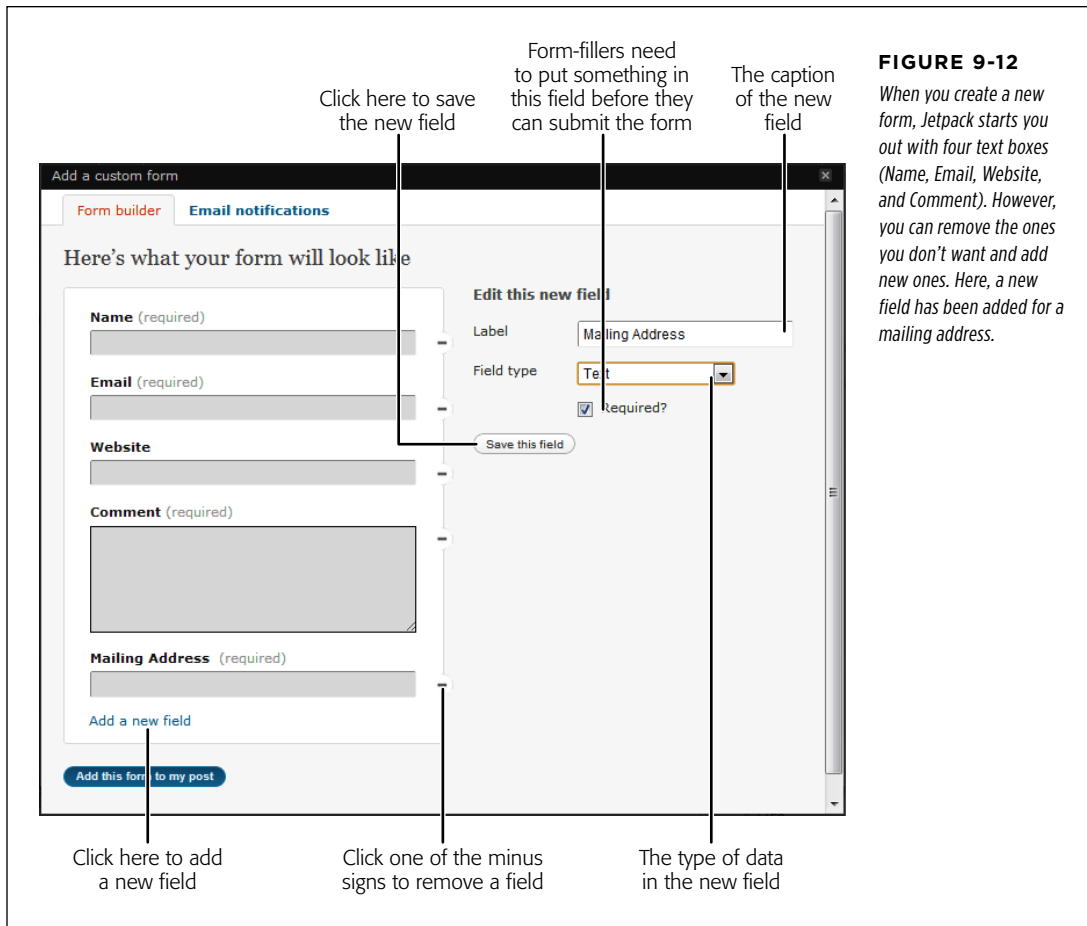 Click here to save
the new field
Form-fillers need
to put something in
this field before they
can submit the form
The caption
of the new
field
FIGURE 9-12
When you create a new
form, Jetpack starts you
out with four text boxes
(Name, Email, Website,
and Comment). However,
you can remove the ones
you don't want and add
new ones. Here, a new
field has been added for a
mailing address.
Add a custom form
Form builder
Email notifications
Here's what your form will look like
Name (required)
Email (required)
Website
Comment (required)
Mailing Address (required)
Add a new field
Add this form to my post
Edit this new field
Label
Mailing Address
Field type
Text
Required?
Save this field
Click here to add
a new field
Click one of the minus
signs to remove a field
The type of data
in the new field